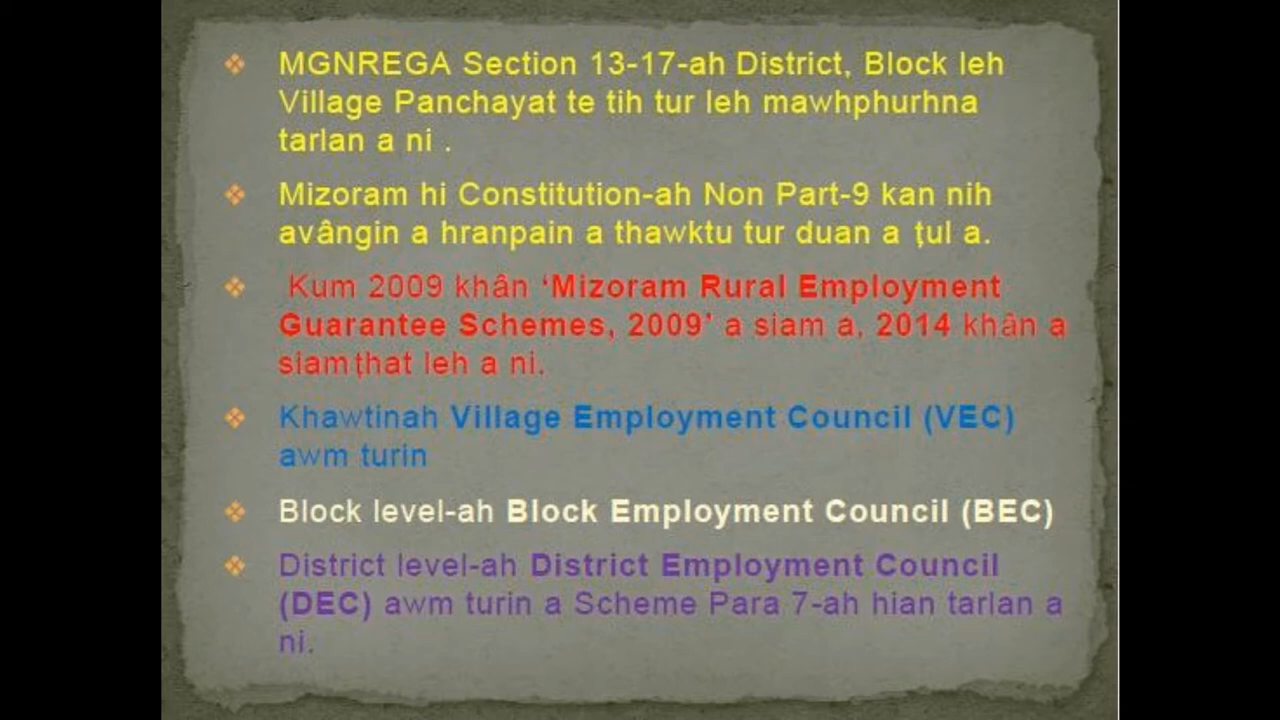 ❖ MGNREGA Section 13-17-ah District, Block leh
Village Panchayat te tih tur leh mawhphurhna
tarlan a ni .
❖ Mizoram hi Constitution-ah Non Part-9 kan nih
avângin a hranpain a thawktu tur duan a ţul a.
❖ Kum 2009 khân ‘Mizoram Rural Employment
Guarantee Schemes, 2009’ a siam a, 2014 khân a
siamţhat leh a ni.
❖ Khawtinah Village Employment Council (VEC)
awm turin
❖ Block level-ah Block Employment Council (BEC)
❖ District level-ah District Employment Council
(DEC) awm turin a Scheme Para 7-ah hian tarlan a
ni.